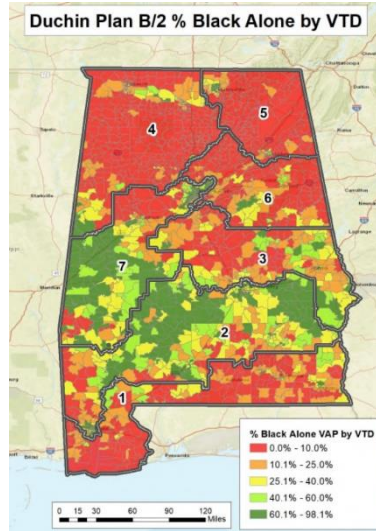 Duchin Plan B/2 % Black Alone by VTD
5
4
6
3
7
2
1
% Black Alone VAP by VTD
0.0% - 10.0%
10.1% - 25.0%
25.1% - 40.0%
40.1% - 60.0%
60.1% - 98.1%
0 15 30 60 90 120
Miles